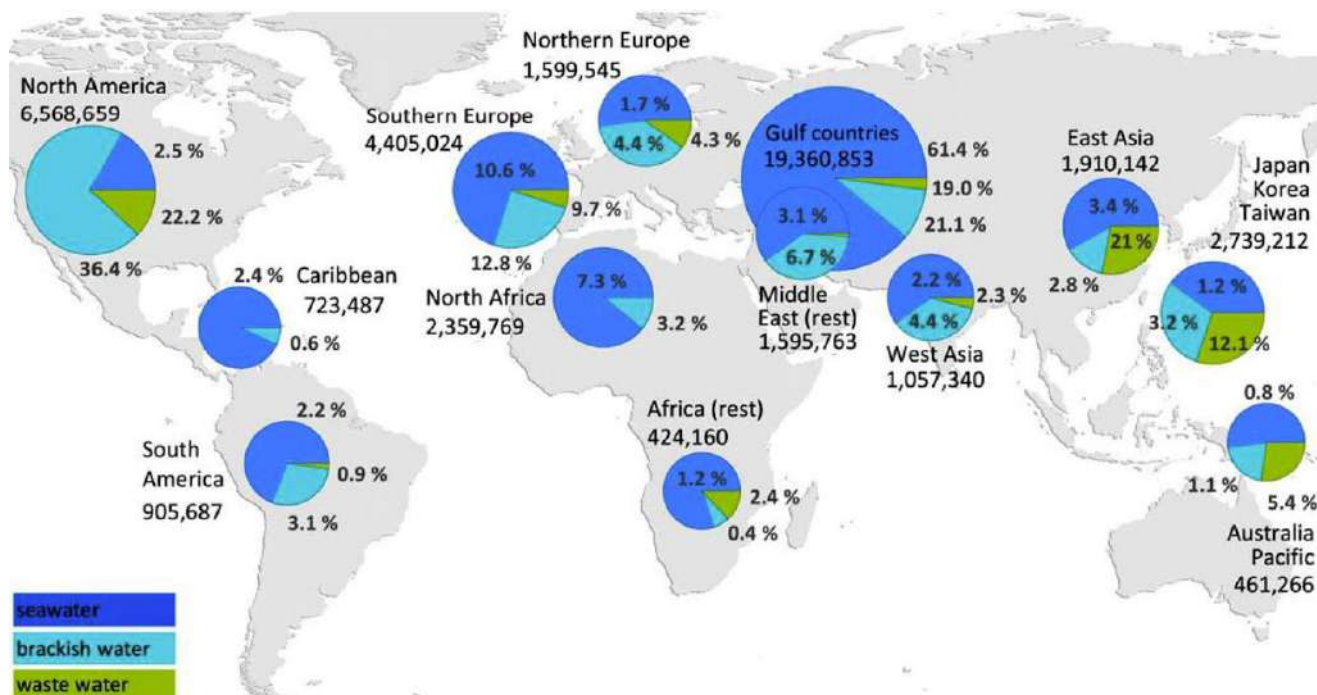 North America
6,568,659
2.5 %
22.2 %
36.4 %
Northern Europe
1,599,545
1.7 %
4.4 %
4.3 %
Southern Europe
4,405,024
10.6 %
9.7 %
12.8 %
Gulf countries
19,360,853
61.4 %
19.0 %
21.1 %
East Asia
1,910,142
3.4 %
21 %
2.8 %
Japan
Korea
Taiwan
2,739,212
1.2 %
3.2 %
12.1 %
2.4 %
Caribbean
723,487
0.6 %
North Africa
2,359,769
7.3 %
3.2 %
3.1 %
6.7 %
Middle
East (rest)
1,595,763
2.2 %
4.4 %
2.3 %
West Asia
1,057,340
South
America
905,687
2.2 %
0.9 %
3.1 %
Africa (rest)
424,160
1.2 %
2.4 %
0.4 %
0.8 %
1.1 %
5.4 %
Australia
Pacific
461,266
seawater
brackish water
waste water